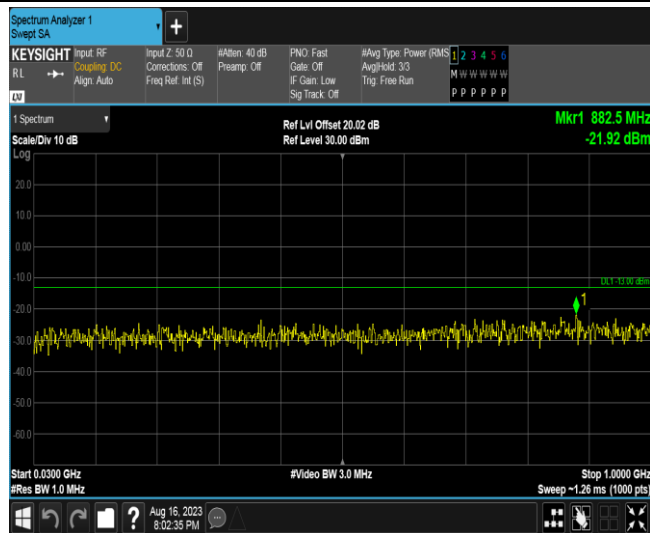 Spectrum Analyzer 1
Swept SA
+
KEYSIGHT
RL
Input: RF
Coupling: DC
Align: Auto
Input Z: 50 Ω
Corrections: Off
Freq Ref: Int (S)
#Atten: 40 dB
Preamp: Off
PNO: Fast
Gate: Off
IF Gain: Low
Sig Track: Off
#Avg Type: Power (RMS
Avg|Hold: 3/3
Trig: Free Run
1 2 3 4 5 6
M W W W W W
P P P P P P
LXI
1 Spectrum
Scale/Div 10 dB
Ref Lvl Offset 20.02 dB
Ref Level 30.00 dBm
Mkr1 882.5 MHz
-21.92 dBm
Log
20.0
10.0
0.00
-10.0
DL1 -13.00 dBm
1
-20.0
-30.0
-40.0
-50.0
-60.0
Start 0.0300 GHz
#Res BW 1.0 MHz
#Video BW 3.0 MHz
Stop 1.0000 GHz
Sweep ~1.26 ms (1000 pts)
?
Aug 16, 2023
8:02:35 PM